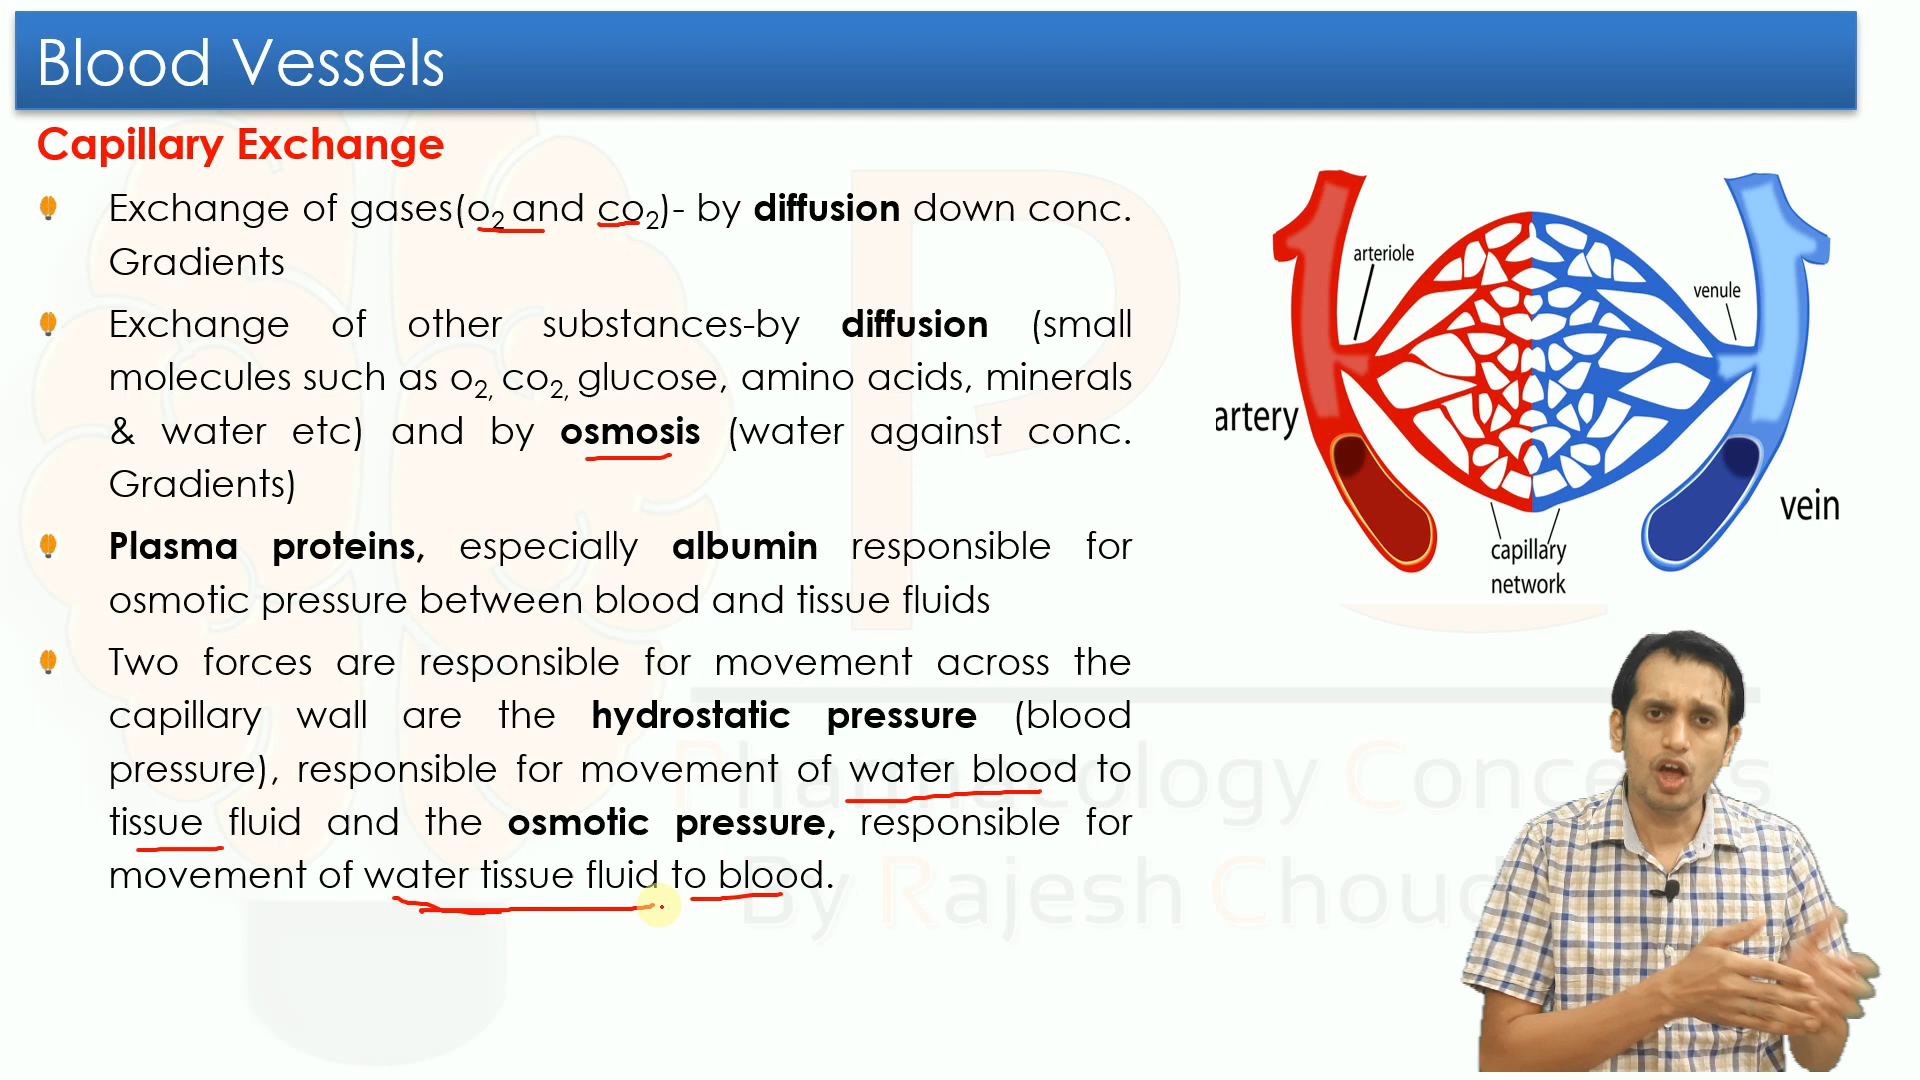 Blood Vessels
Capillary Exchange
Exchange of gases(o2 and co2)- by diffusion down conc.
Gradients
Exchange of other substances-by diffusion (small
molecules such as o2, co2, glucose, amino acids, minerals
& water etc) and by osmosis (water against conc.
Gradients)
Plasma proteins, especially albumin responsible for
osmotic pressure between blood and tissue fluids
Two forces are responsible for movement across the
capillary wall are the hydrostatic pressure (blood
pressure), responsible for movement of water blood to
tissue fluid and the osmotic pressure, responsible for
movement of water tissue fluid to blood.
arteriole
venule
artery
vein
capillary
network
By Rajesh